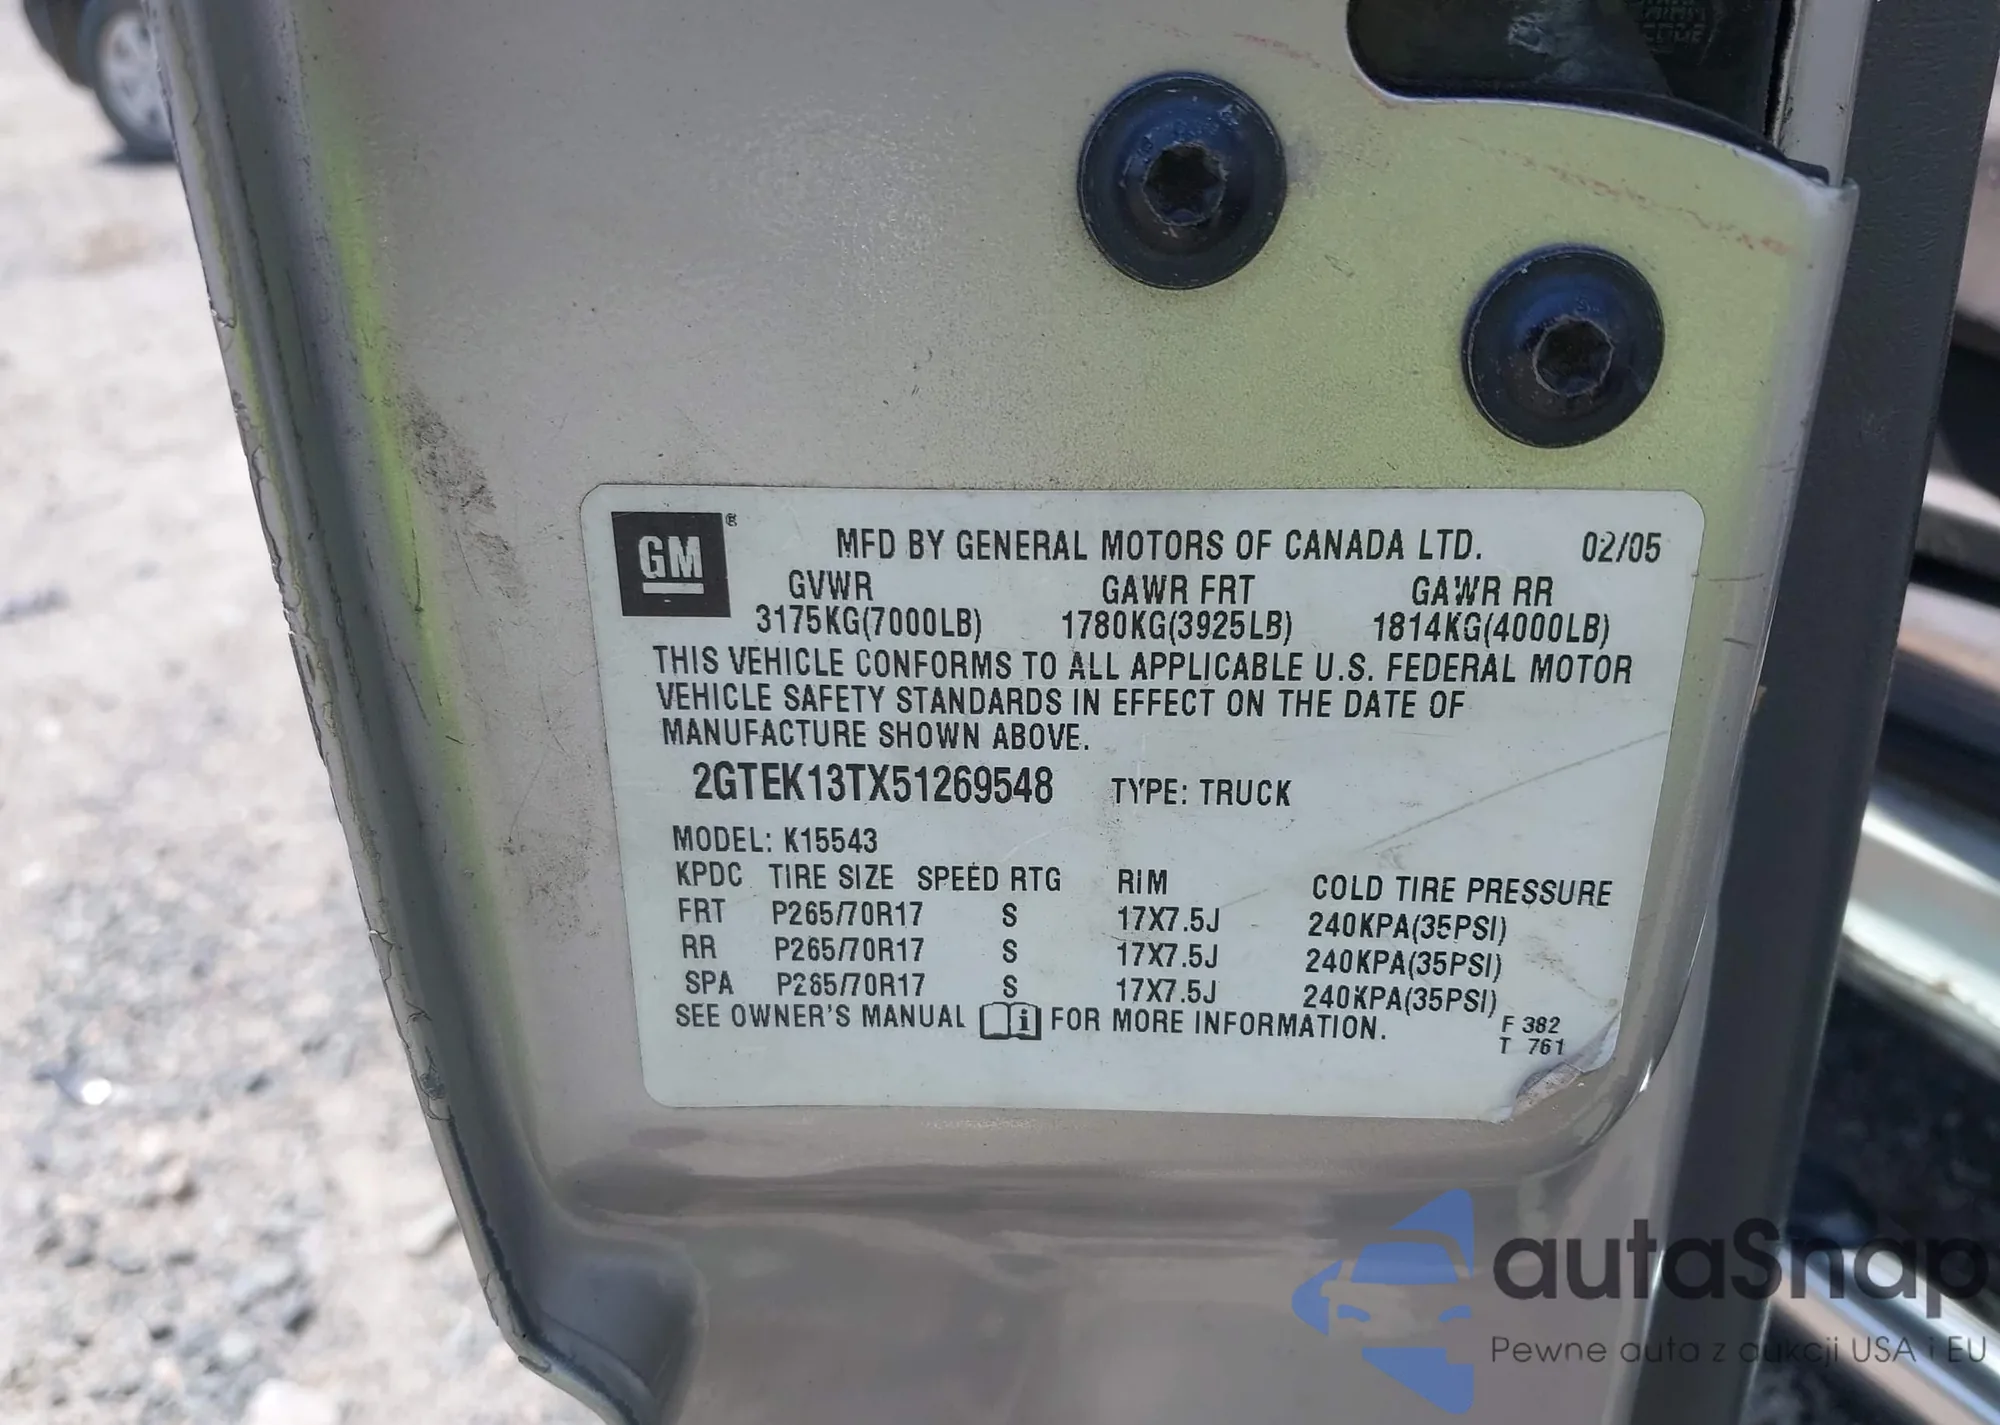 GM ®
MFD BY GENERAL MOTORS OF CANADA LTD. 02/05
GVWR GAWR FRT GAWR RR
3175KG(7000LB) 1780KG(3925LB) 1814KG(4000LB)
THIS VEHICLE CONFORMS TO ALL APPLICABLE U.S. FEDERAL MOTOR
VEHICLE SAFETY STANDARDS IN EFFECT ON THE DATE OF
MANUFACTURE SHOWN ABOVE.
2GTEK13TX51269548 TYPE: TRUCK
MODEL: K15543
KPDC TIRE SIZE SPEED RTG RIM COLD TIRE PRESSURE
FRT P265/70R17 S 17X7.5J 240KPA(35PSI)
RR P265/70R17 S 17X7.5J 240KPA(35PSI)
SPA P265/70R17 S 17X7.5J 240KPA(35PSI)
SEE OWNER'S MANUAL i FOR MORE INFORMATION.
F 382
T 761
autaSnap
Pewne auta z aukcji USA i EU